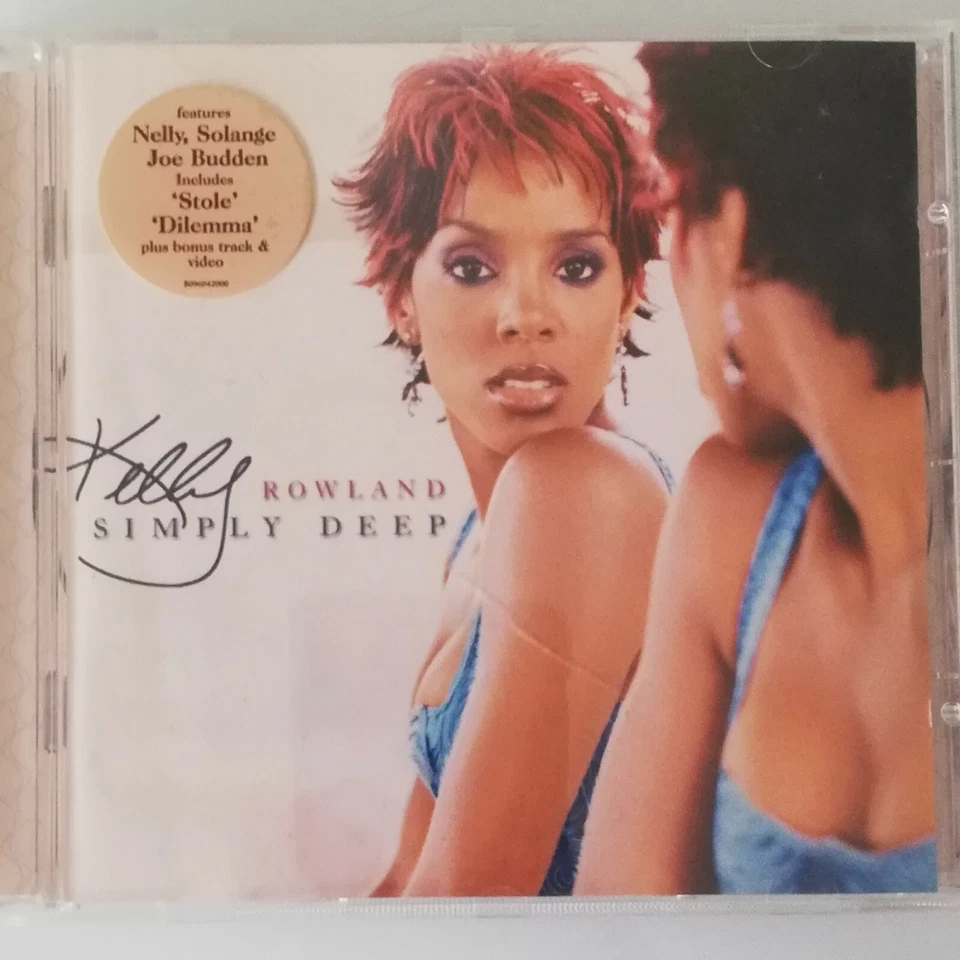 features
Nelly, Solange
Joe Budden
Includes
‘Stole’
‘Dilemma’
plus bonus track &
video
Kelly ROWLAND
SIMPLY DEEP